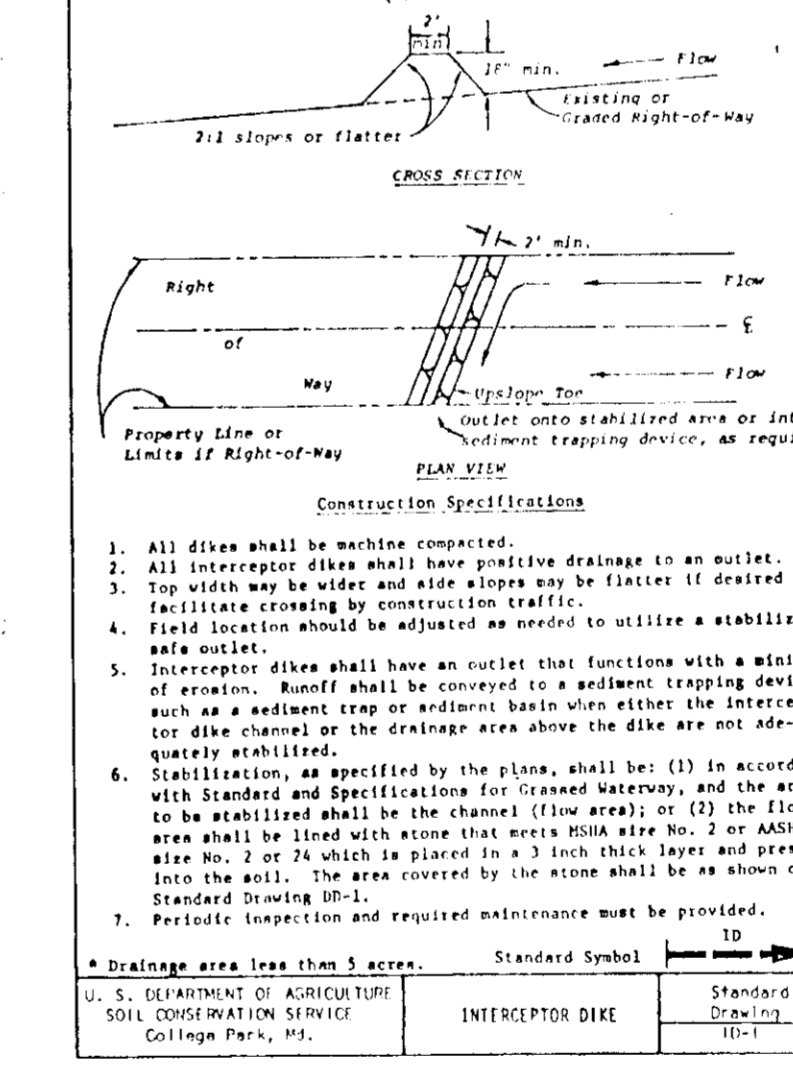 2'
min
18" min.
Flow
Existing or
Graded Right-of-Way
2:1 slopes or flatter
CROSS SECTION
2' min.
Right
Flow
of
℄
Way
Flow
Upslope Toe
Outlet onto stabilized area or int
sediment trapping device, as requi
Property Line or
Limits if Right-of-Way
PLAN VIEW
Construction Specifications
1. All dikes shall be machine compacted.
2. All interceptor dikes shall have positive drainage to an outlet.
3. Top width may be wider and side slopes may be flatter if desired
facilitate crossing by construction traffic.
4. Field location should be adjusted as needed to utilize a stabiliz
safe outlet.
5. Interceptor dikes shall have an outlet that functions with a mini
of erosion. Runoff shall be conveyed to a sediment trapping devi
such as a sediment trap or sediment basin when either the interce
tor dike channel or the drainage area above the dike are not ade-
quately stabilized.
6. Stabilization, as specified by the plans, shall be: (1) in accord
with Standard and Specifications for Grassed Waterway, and the ar
to be stabilized shall be the channel (flow area); or (2) the flo
area shall be lined with stone that meets MSHA size No. 2 or AASH
size No. 2 or 24 which is placed in a 3 inch thick layer and pres
into the soil. The area covered by the stone shall be as shown o
Standard Drawing DD-1.
7. Periodic inspection and required maintenance must be provided.
* Drainage area less than 5 acres.
Standard Symbol
ID
U. S. DEPARTMENT OF AGRICULTURE
SOIL CONSERVATION SERVICE
College Park, Md.
INTERCEPTOR DIKE
Standard
Drawing
ID-1